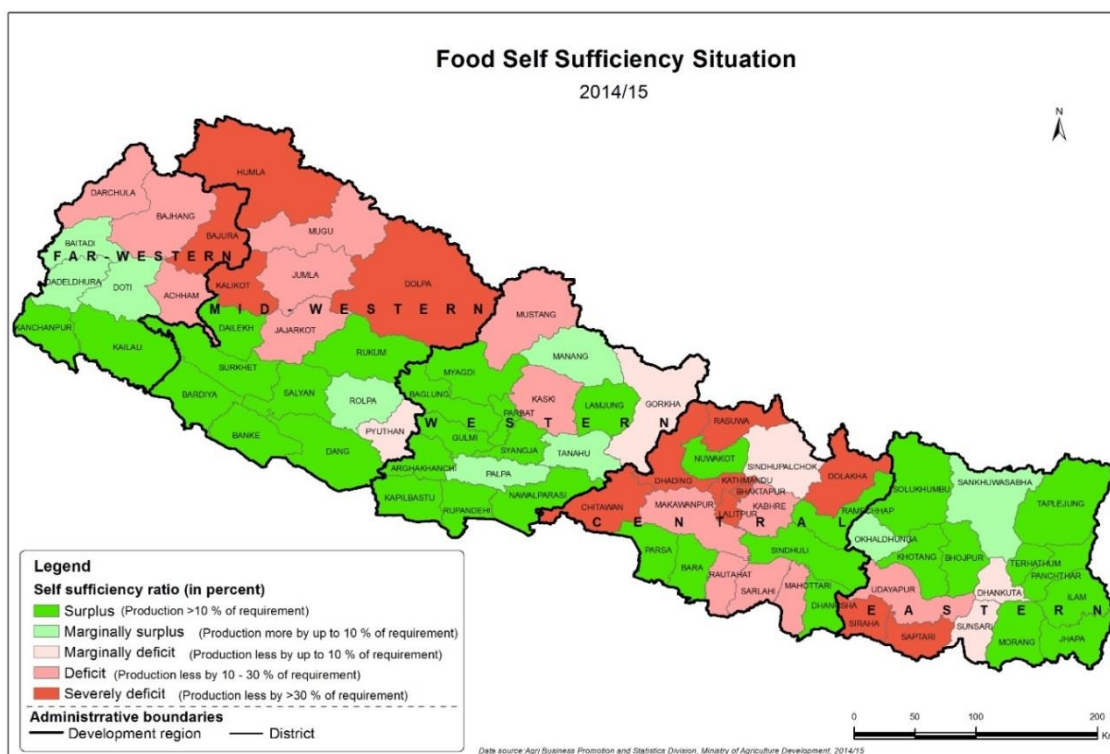 Food Self Sufficiency Situation
2014/15
N
HUMLA
DARCHULA
BAJHANG
BAJURA
MUGU
BAITADI
FAR-WESTERN
DADELDHURA
DOTI
ACHHAM
KALIKOT
JUMLA
DOLPA
MID-WESTERN
KANCHANPUR
KAILALI
DAILEKH
JAJARKOT
MUSTANG
SURKHET
RUKUM
MANANG
MYAGDI
BARDIYA
SALYAN
ROLPA
BAGLUNG
PARBAT
KASKI
LAMJUNG
GORKHA
WESTERN
PYUTHAN
BANKE
DANG
GULMI
SYANGJA
TANAHU
ARGHAKHANCHI
PALPA
KAPILBASTU
RUPANDEHI
NAWALPARASI
RASUWA
NUWAKOT
SINDHUPALCHOK
DHADING
KATHMANDU
BHAKTAPUR
DOLAKHA
CHITAWAN
MAKAWANPUR
LALITPUR
KABHRE
RAMECHHAP
CENTRAL
PARSA
BARA
SINDHULI
RAUTAHAT
SARLAHI
MAHOTTARI
DHANUSHA
SOLUKHUMBU
SANKHUWASABHA
TAPLEJUNG
OKHALDHUNGA
KHOTANG
BHOJPUR
TERHATHUM
PANCHTHAR
UDAYAPUR
DHANKUTA
ILAM
EASTERN
SIRAHA
SAPTARI
SUNSARI
MORANG
JHAPA
Legend
Self sufficiency ratio (in percent)
Surplus (Production >10 % of requirement)
Marginally surplus (Production more by up to 10 % of requirement)
Marginally deficit (Production less by up to 10 % of requirement)
Deficit (Production less by 10 - 30 % of requirement)
Severely deficit (Production less by >30 % of requirement)
Administrrative boundaries
Development region District
0 50 100 200
Data source:Agri Business Promotion and Statistics Division, Ministry of Agriculture Development, 2014/15